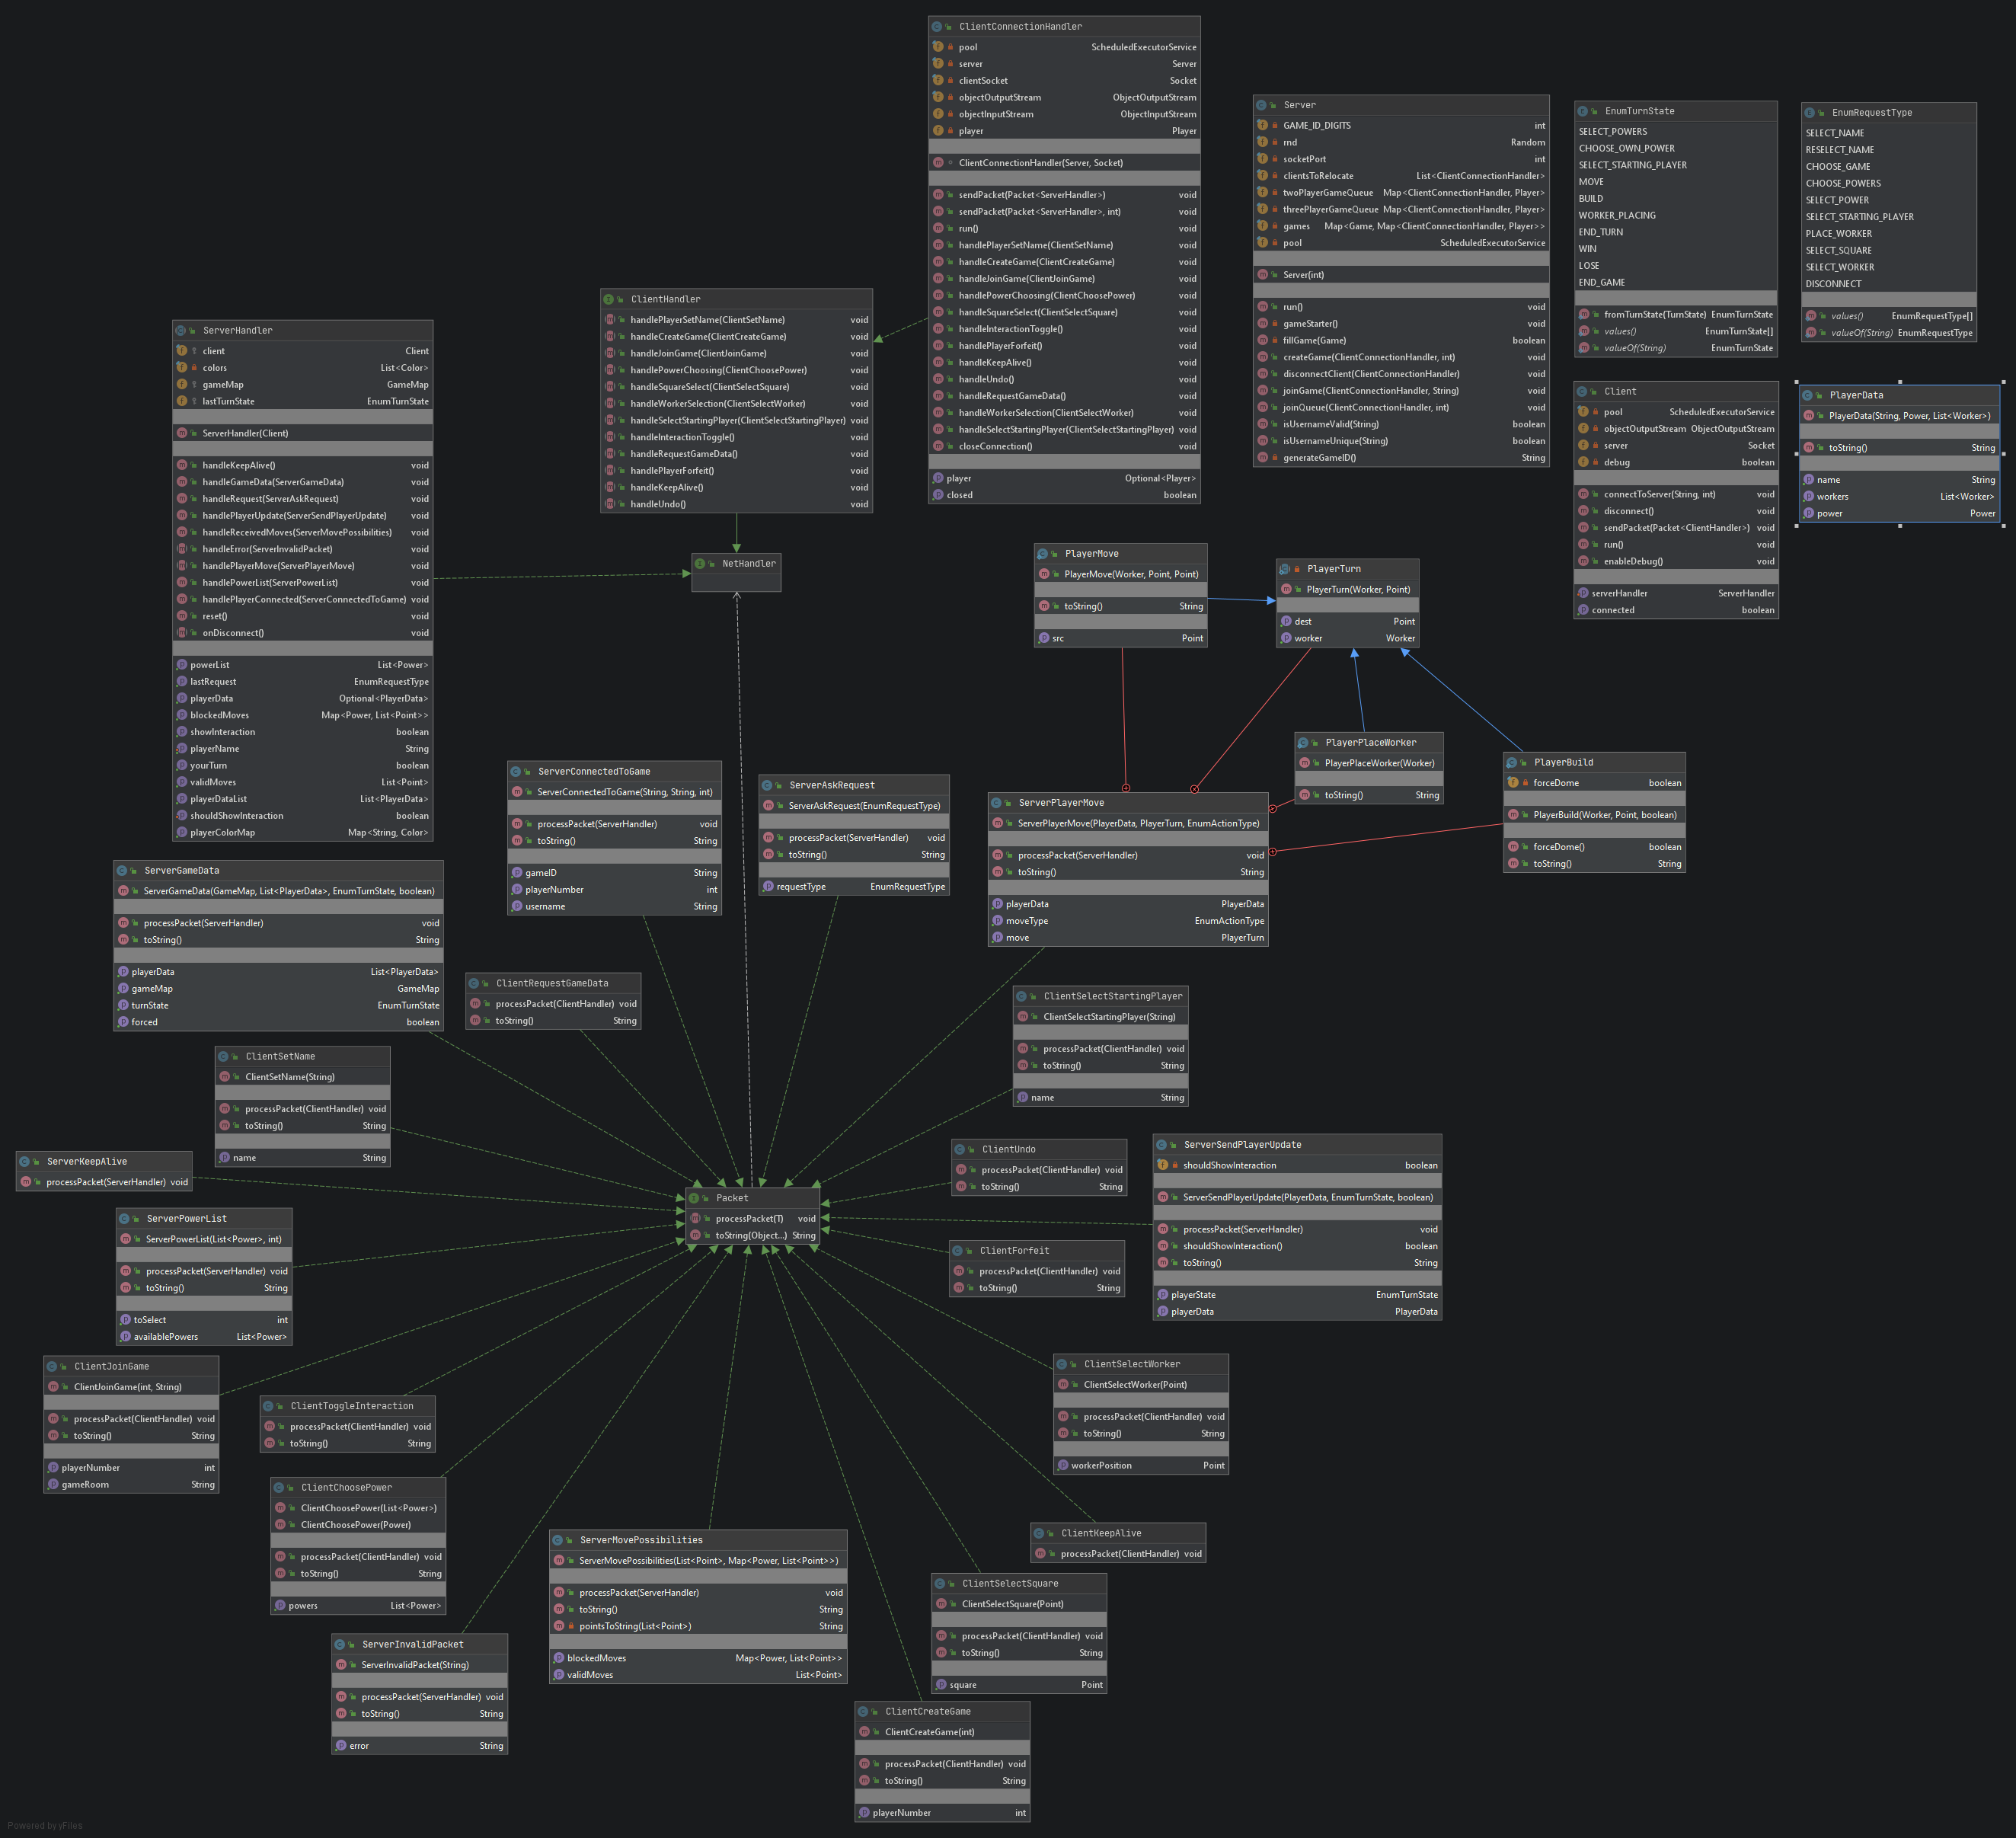 ClientConnectionHandler
pool ScheduledExecutorService
server Server
clientSocket Socket
objectOutputStream ObjectOutputStream
objectInputStream ObjectInputStream
player Player
ClientConnectionHandler(Server, Socket)
sendPacket(Packet<ServerHandler>) void
sendPacket(Packet<ServerHandler>, int) void
run() void
handlePlayerSetName(ClientSetName) void
handleCreateGame(ClientCreateGame) void
handleJoinGame(ClientJoinGame) void
handlePowerChoosing(ClientChoosePower) void
handleSquareSelect(ClientSelectSquare) void
handleInteractionToggle() void
handlePlayerForfeit() void
handleKeepAlive() void
handleUndo() void
handleRequestGameData() void
handleWorkerSelection(ClientSelectWorker) void
handleSelectStartingPlayer(ClientSelectStartingPlayer) void
closeConnection() void
player Optional<Player>
closed boolean
Server
GAME_ID_DIGITS int
rnd Random
socketPort int
clientsToRelocate List<ClientConnectionHandler>
twoPlayerGameQueue Map<ClientConnectionHandler, Player>
threePlayerGameQueue Map<ClientConnectionHandler, Player>
games Map<Game, Map<ClientConnectionHandler, Player>>
pool ScheduledExecutorService
Server(int)
run() void
gameStarter() void
fillGame(Game) boolean
createGame(ClientConnectionHandler, int) void
disconnectClient(ClientConnectionHandler) void
joinGame(ClientConnectionHandler, String) void
joinQueue(ClientConnectionHandler, int) void
isUsernameValid(String) boolean
isUsernameUnique(String) boolean
generateGameID() String
EnumTurnState
SELECT_POWERS
CHOOSE_OWN_POWER
SELECT_STARTING_PLAYER
MOVE
BUILD
WORKER_PLACING
END_TURN
WIN
LOSE
END_GAME
fromTurnState(TurnState) EnumTurnState
values() EnumTurnState[]
valueOf(String) EnumTurnState
EnumRequestType
SELECT_NAME
RESELECT_NAME
CHOOSE_GAME
CHOOSE_POWERS
SELECT_POWER
SELECT_STARTING_PLAYER
PLACE_WORKER
SELECT_SQUARE
SELECT_WORKER
DISCONNECT
values() EnumRequestType[]
valueOf(String) EnumRequestType
ClientHandler
handlePlayerSetName(ClientSetName) void
handleCreateGame(ClientCreateGame) void
handleJoinGame(ClientJoinGame) void
handlePowerChoosing(ClientChoosePower) void
handleSquareSelect(ClientSelectSquare) void
handleWorkerSelection(ClientSelectWorker) void
handleSelectStartingPlayer(ClientSelectStartingPlayer) void
handleInteractionToggle() void
handleRequestGameData() void
handlePlayerForfeit() void
handleKeepAlive() void
handleUndo() void
ServerHandler
client Client
colors List<Color>
gameMap GameMap
lastTurnState EnumTurnState
ServerHandler(Client)
handleKeepAlive() void
handleGameData(ServerGameData) void
handleRequest(ServerAskRequest) void
handlePlayerUpdate(ServerSendPlayerUpdate) void
handleReceivedMoves(ServerMovePossibilities) void
handleError(ServerInvalidPacket) void
handlePlayerMove(ServerPlayerMove) void
handlePowerList(ServerPowerList) void
handlePlayerConnected(ServerConnectedToGame) void
reset() void
onDisconnect() void
powerList List<Power>
lastRequest EnumRequestType
playerData Optional<PlayerData>
blockedMoves Map<Power, List<Point>>
showInteraction boolean
playerName String
yourTurn boolean
validMoves List<Point>
playerDataList List<PlayerData>
shouldShowInteraction boolean
playerColorMap Map<String, Color>
Client
pool ScheduledExecutorService
objectOutputStream ObjectOutputStream
server Socket
debug boolean
connectToServer(String, int) void
disconnect() void
sendPacket(Packet<ClientHandler>) void
run() void
enableDebug() void
serverHandler ServerHandler
connected boolean
PlayerData
PlayerData(String, Power, List<Worker>)
toString() String
name String
workers List<Worker>
power Power
NetHandler
PlayerMove
PlayerMove(Worker, Point, Point)
toString() String
src Point
PlayerTurn
PlayerTurn(Worker, Point)
dest Point
worker Worker
PlayerPlaceWorker
PlayerPlaceWorker(Worker)
toString() String
PlayerBuild
forceDome boolean
PlayerBuild(Worker, Point, boolean)
forceDome() boolean
toString() String
ServerConnectedToGame
ServerConnectedToGame(String, String, int)
processPacket(ServerHandler) void
toString() String
gameID String
playerNumber int
username String
ServerAskRequest
ServerAskRequest(EnumRequestType)
processPacket(ServerHandler) void
toString() String
requestType EnumRequestType
ServerPlayerMove
ServerPlayerMove(PlayerData, PlayerTurn, EnumActionType)
processPacket(ServerHandler) void
toString() String
playerData PlayerData
moveType EnumActionType
move PlayerTurn
ServerGameData
ServerGameData(GameMap, List<PlayerData>, EnumTurnState, boolean)
processPacket(ServerHandler) void
toString() String
playerData List<PlayerData>
gameMap GameMap
turnState EnumTurnState
forced boolean
ClientRequestGameData
processPacket(ClientHandler) void
toString() String
ClientSelectStartingPlayer
ClientSelectStartingPlayer(String)
processPacket(ClientHandler) void
toString() String
name String
ClientSetName
ClientSetName(String)
processPacket(ClientHandler) void
toString() String
name String
ServerKeepAlive
processPacket(ServerHandler) void
ClientUndo
processPacket(ClientHandler) void
toString() String
ServerSendPlayerUpdate
shouldShowInteraction boolean
ServerSendPlayerUpdate(PlayerData, EnumTurnState, boolean)
processPacket(ServerHandler) void
shouldShowInteraction() boolean
toString() String
playerState EnumTurnState
playerData PlayerData
Packet
processPacket(T) void
toString(Object...) String
ServerPowerList
ServerPowerList(List<Power>, int)
processPacket(ServerHandler) void
toString() String
toSelect int
availablePowers List<Power>
ClientForfeit
processPacket(ClientHandler) void
toString() String
ClientJoinGame
ClientJoinGame(int, String)
processPacket(ClientHandler) void
toString() String
playerNumber int
gameRoom String
ClientSelectWorker
ClientSelectWorker(Point)
processPacket(ClientHandler) void
toString() String
workerPosition Point
ClientToggleInteraction
processPacket(ClientHandler) void
toString() String
ClientChoosePower
ClientChoosePower(List<Power>)
ClientChoosePower(Power)
processPacket(ClientHandler) void
toString() String
powers List<Power>
ServerMovePossibilities
ServerMovePossibilities(List<Point>, Map<Power, List<Point>>)
processPacket(ServerHandler) void
toString() String
pointsToString(List<Point>) String
blockedMoves Map<Power, List<Point>>
validMoves List<Point>
ClientKeepAlive
processPacket(ClientHandler) void
ClientSelectSquare
ClientSelectSquare(Point)
processPacket(ClientHandler) void
toString() String
square Point
ServerInvalidPacket
ServerInvalidPacket(String)
processPacket(ServerHandler) void
toString() String
error String
ClientCreateGame
ClientCreateGame(int)
processPacket(ClientHandler) void
toString() String
playerNumber int
Powered by yFiles